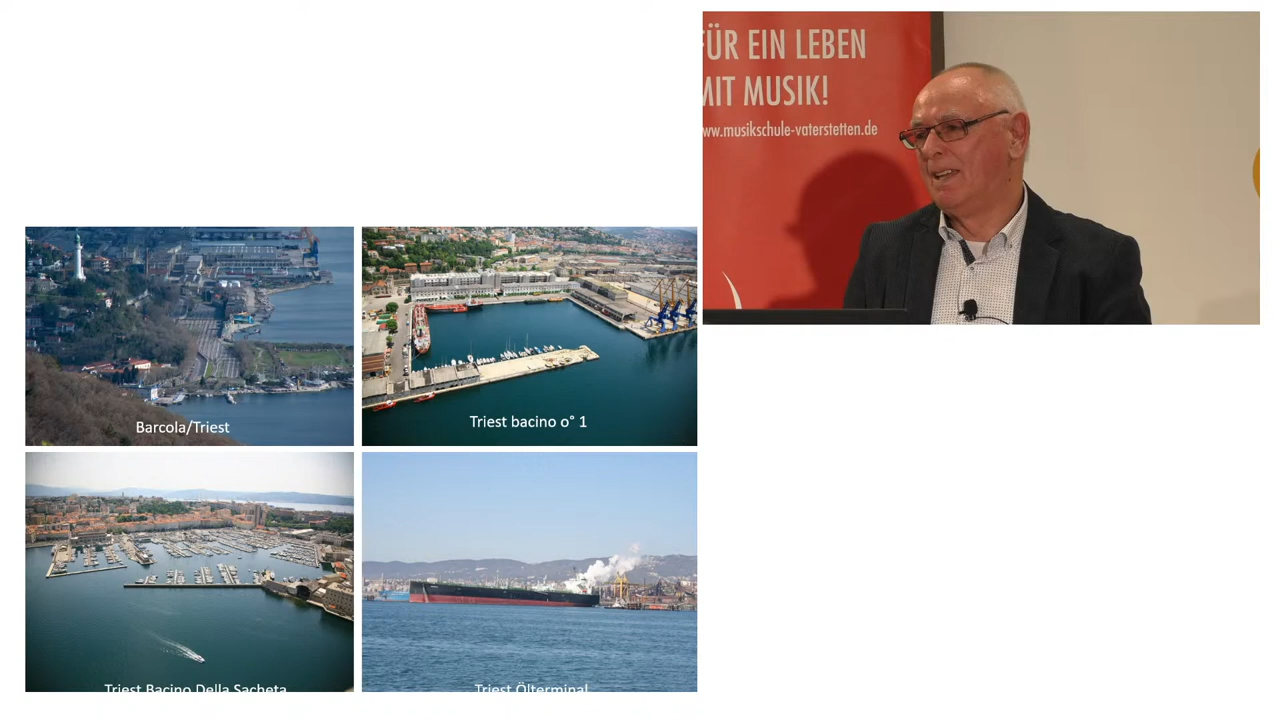 FÜR EIN LEBEN
MIT MUSIK!
www.musikschule-vaterstetten.de
Barcola/Triest
Triest bacino o° 1
Triest Bacino Della Sacheta
Triest Ölterminal